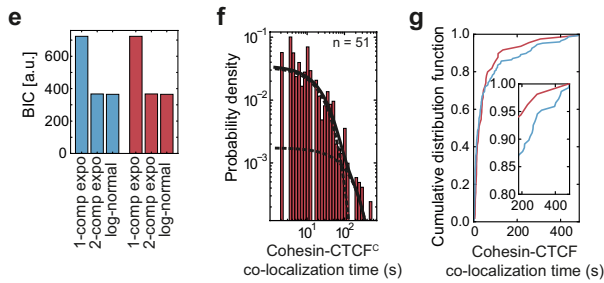 e
BIC [a.u.]
600
400
200
0
1-comp expo
2-comp expo
log-normal
1-comp expo
2-comp expo
log-normal
f
n = 51
Probability density
10⁻¹
10⁻³
10¹
10²
Cohesin-CTCFᶜ
co-localization time (s)
g
Cumulative distribution function
1.0
0.8
0.6
0.4
0.2
0.0
1.00
0.95
0.90
0.85
0.80
200 400
0
200
400
Cohesin-CTCF
co-localization time (s)